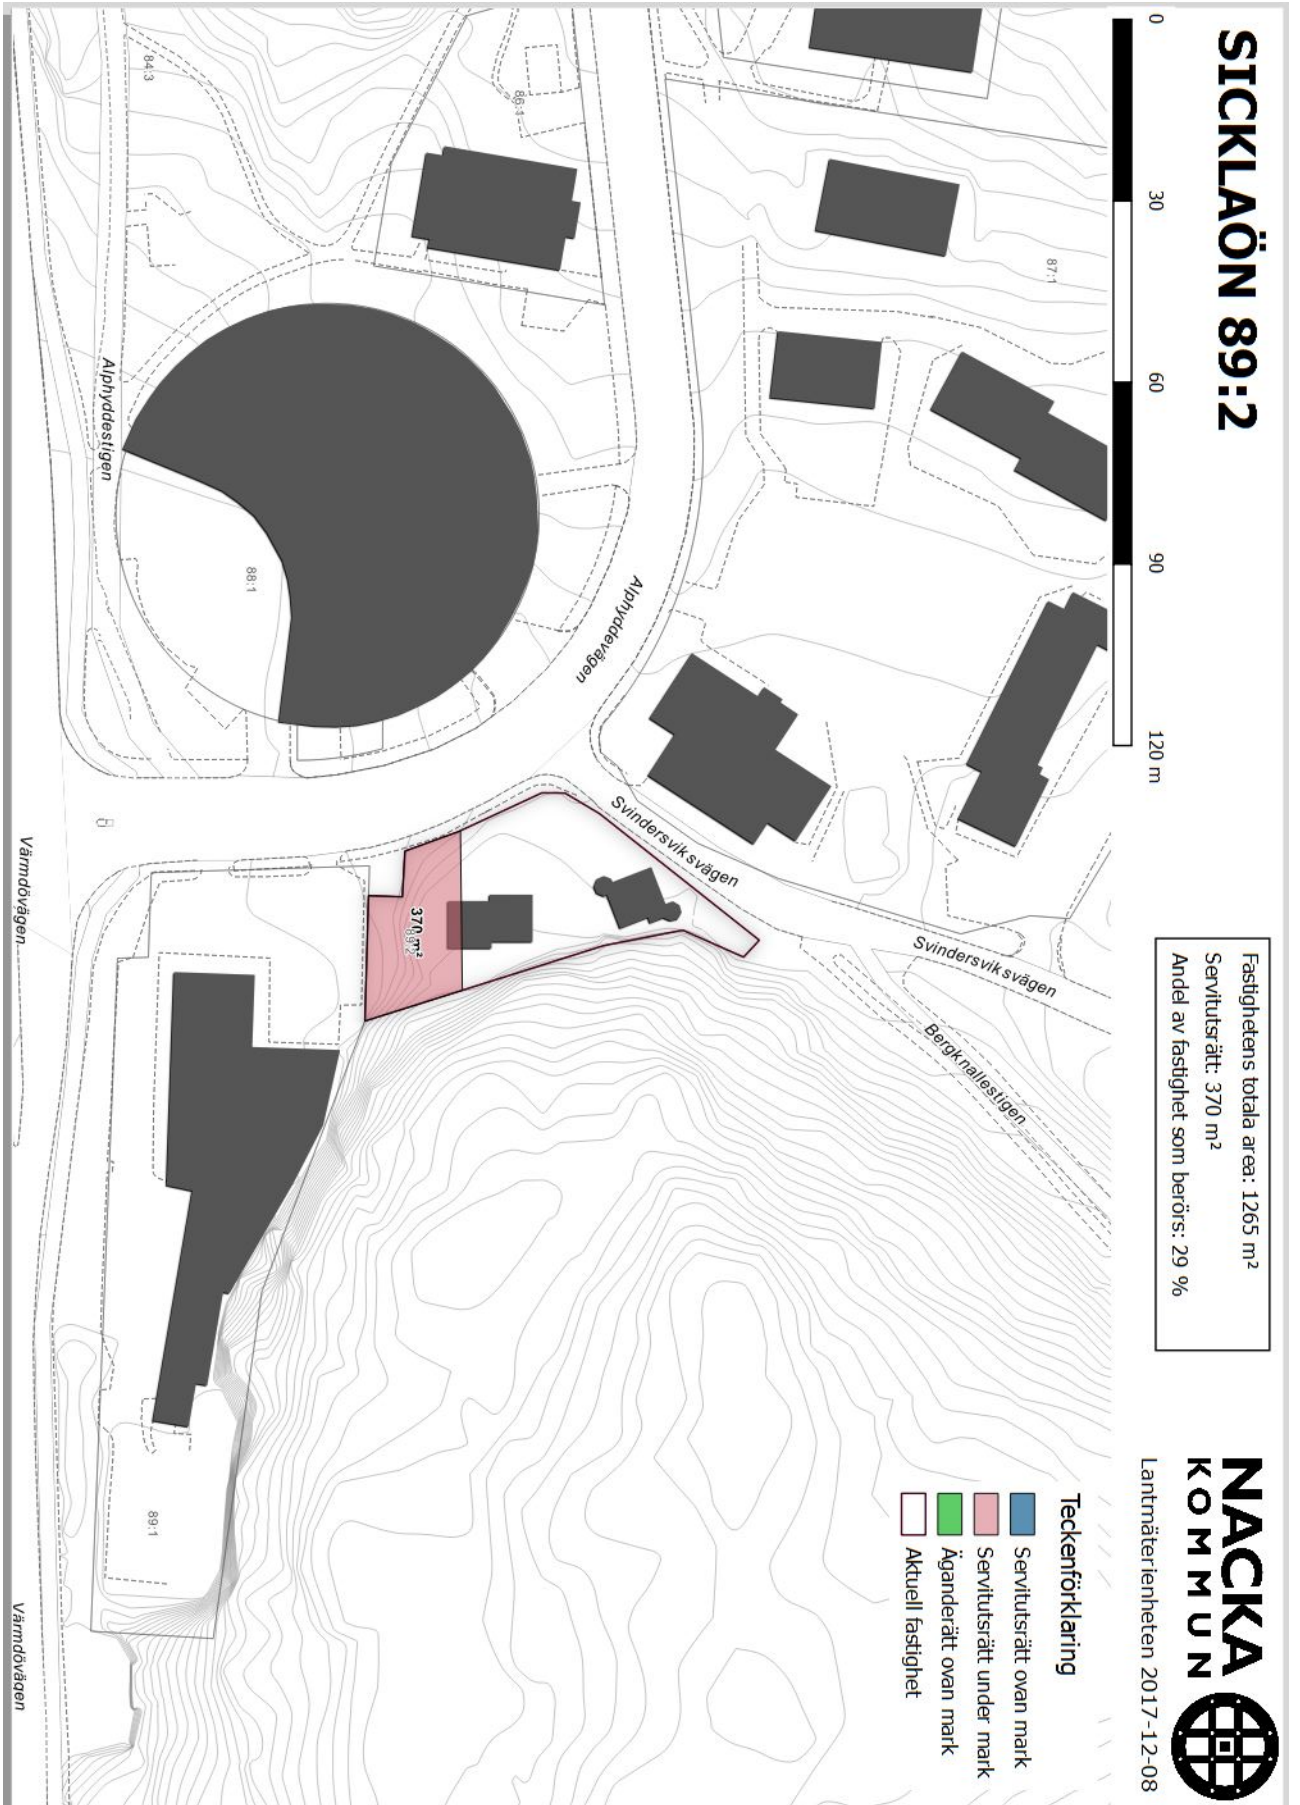 SICKLAÖN 89:2
0
30
60
90
120 m
Fastighetens totala area: 1265 m²
Servitutsrätt: 370 m²
Andel av fastighet som berörs: 29 %
NACKA
KOMMUN
Lantmäterienheten 2017-12-08
Teckenförklaring
Servitutsrätt ovan mark
Servitutsrätt under mark
Äganderätt ovan mark
Aktuell fastighet
87:1
86:1
84:3
Alphyddevägen
Svindersviksvägen
Svindersviksvägen
Bergknallestigen
370 m²
89:2
88:1
Alphyddestigen
89:1
Värmdövägen
Värmdövägen